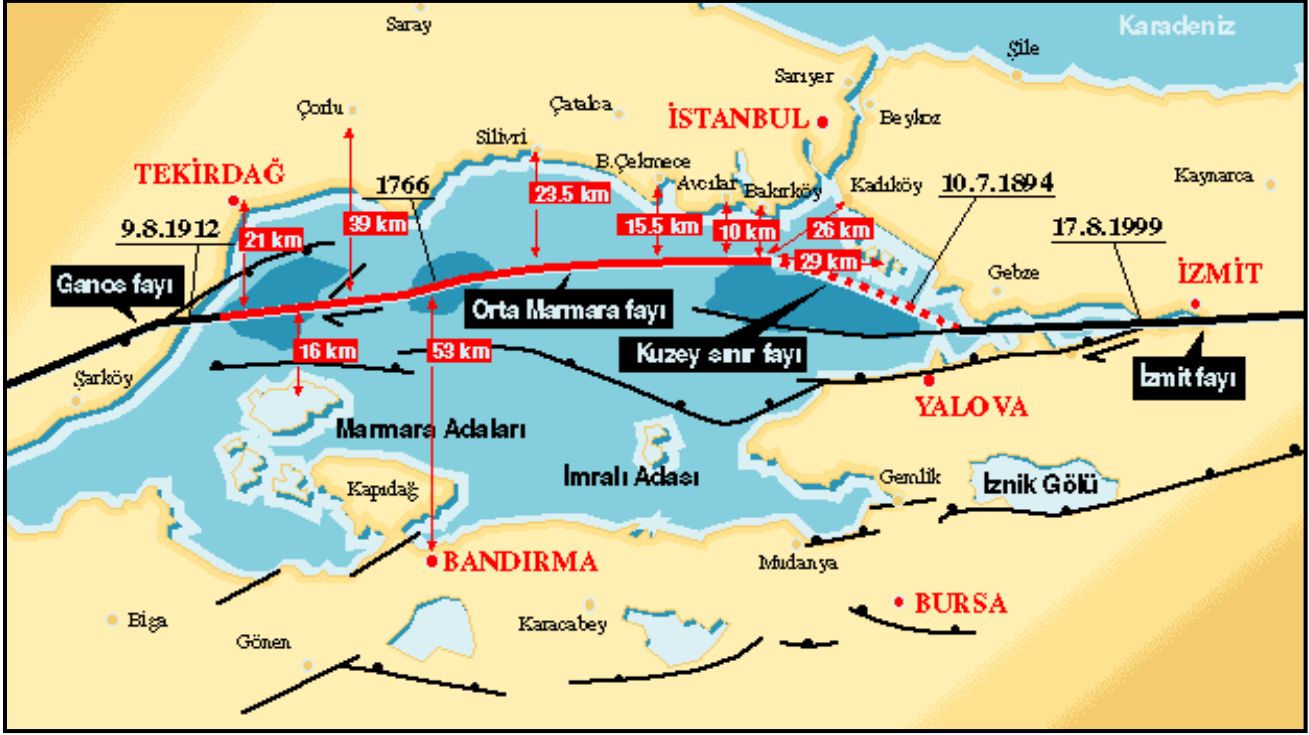 Karadeniz
Saray
Şile
Sarıyer
Çorlu
Çatalca
İSTANBUL
Beykoz
Silivri
B.Çekmece
TEKİRDAĞ
1766
Avcılar
Bakırköy
Kadıköy
10.7.1894
Kaynarca
23.5 km
9.8.1912
39 km
15.5 km
10 km
26 km
17.8.1999
21 km
29 km
Gebze
İZMİT
Ganos fayı
Orta Marmara fayı
16 km
53 km
Kuzey sınır fayı
İzmit fayı
Şarköy
YALOVA
Marmara Adaları
İmralı Adası
Gemlik
Iznik Gölü
Kapıdağ
BANDIRMA
Mudanya
BURSA
Biga
Karacabey
Gönen